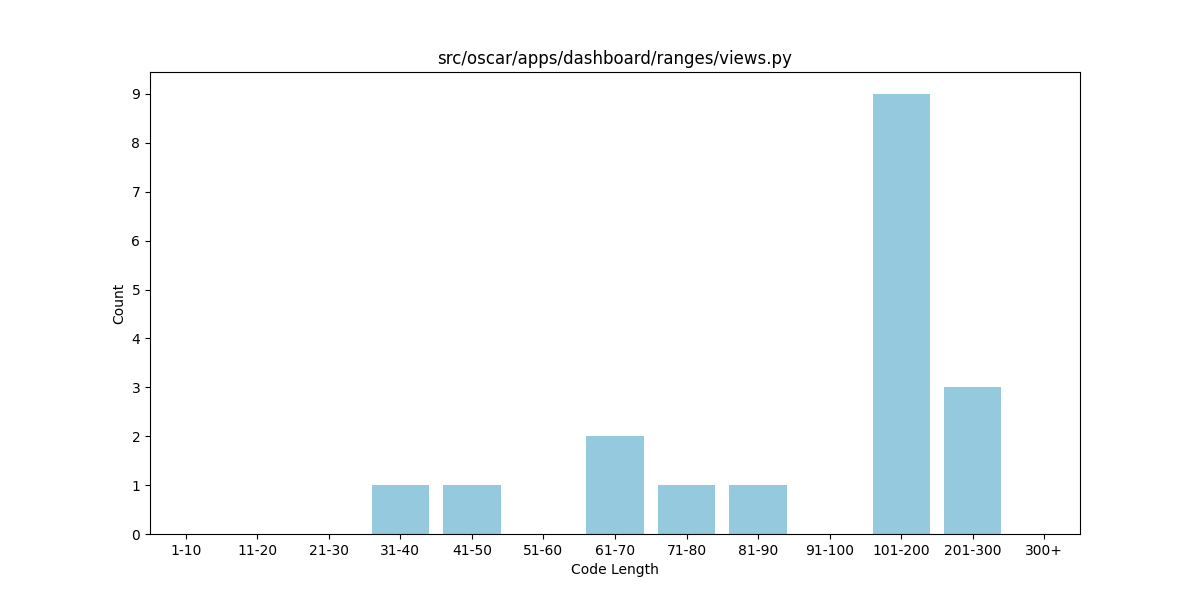 src/oscar/apps/dashboard/ranges/views.py
9
8
7
6
5
4
3
2
1
0
Count
1-10 11-20 21-30 31-40 41-50 51-60 61-70 71-80 81-90 91-100 101-200 201-300 300+
Code Length